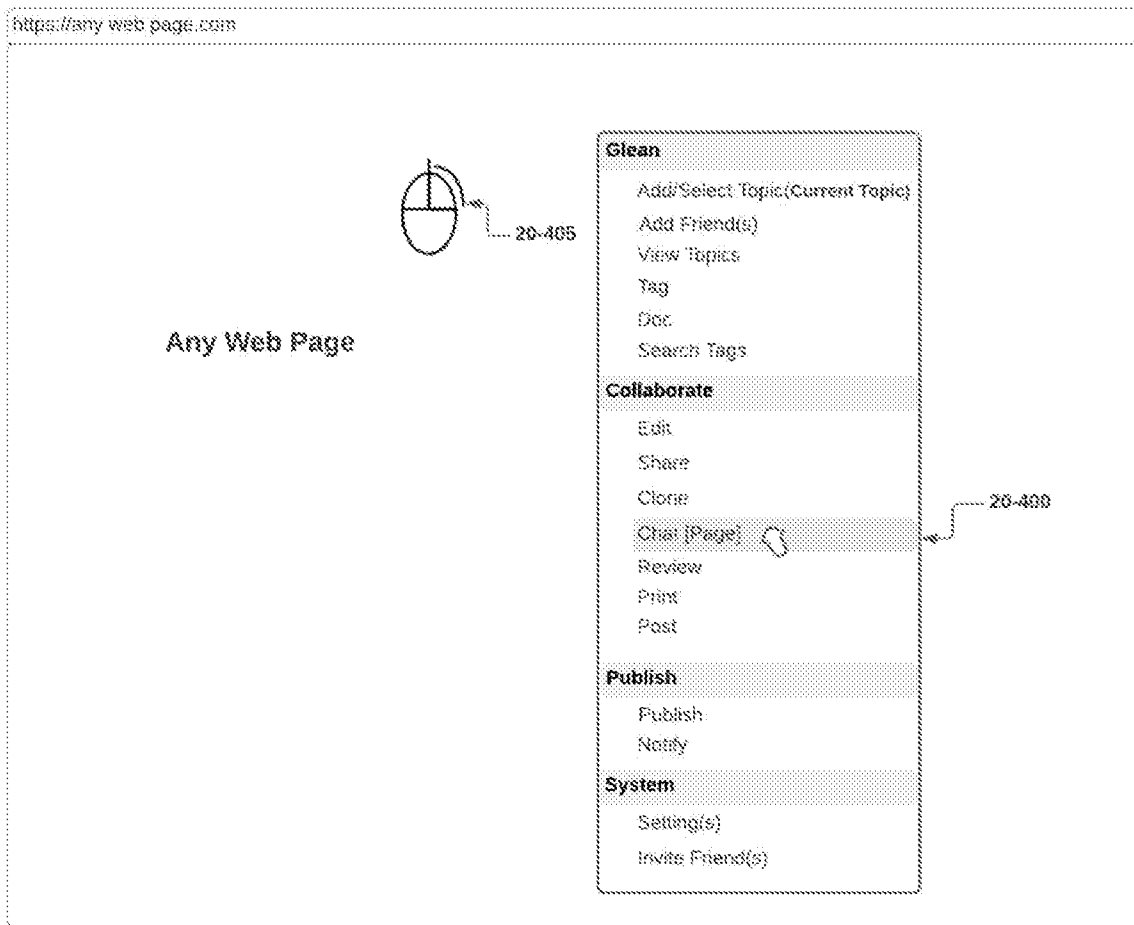 https://any web page.com
20-405
Any Web Page
Glean
Add/Select Topic(Current Topic)
Add Friend(s)
View Topics
Tag
Doc
Search Tags
Collaborate
Edit
Share
Clone
Chat [Page]
20-400
Review
Print
Post
Publish
Publish
Notify
System
Setting(s)
Invite Friend(s)